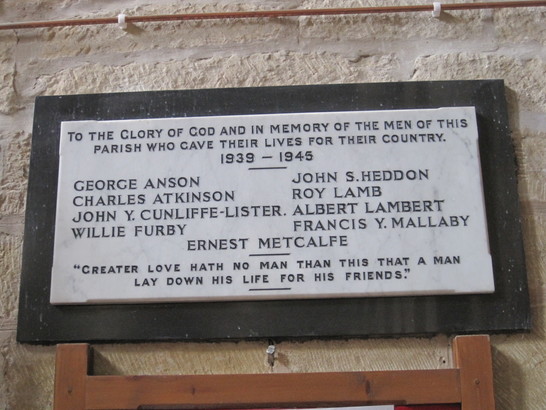 TO THE GLORY OF GOD AND IN MEMORY OF THE MEN OF THIS
PARISH WHO GAVE THEIR LIVES FOR THEIR COUNTRY.
1939 — 1945
GEORGE ANSON
CHARLES ATKINSON
JOHN Y. CUNLIFFE-LISTER.
WILLIE FURBY
JOHN S. HEDDON
ROY LAMB
ALBERT LAMBERT
FRANCIS Y. MALLABY
ERNEST METCALFE
"GREATER LOVE HATH NO MAN THAN THIS THAT A MAN
LAY DOWN HIS LIFE FOR HIS FRIENDS."